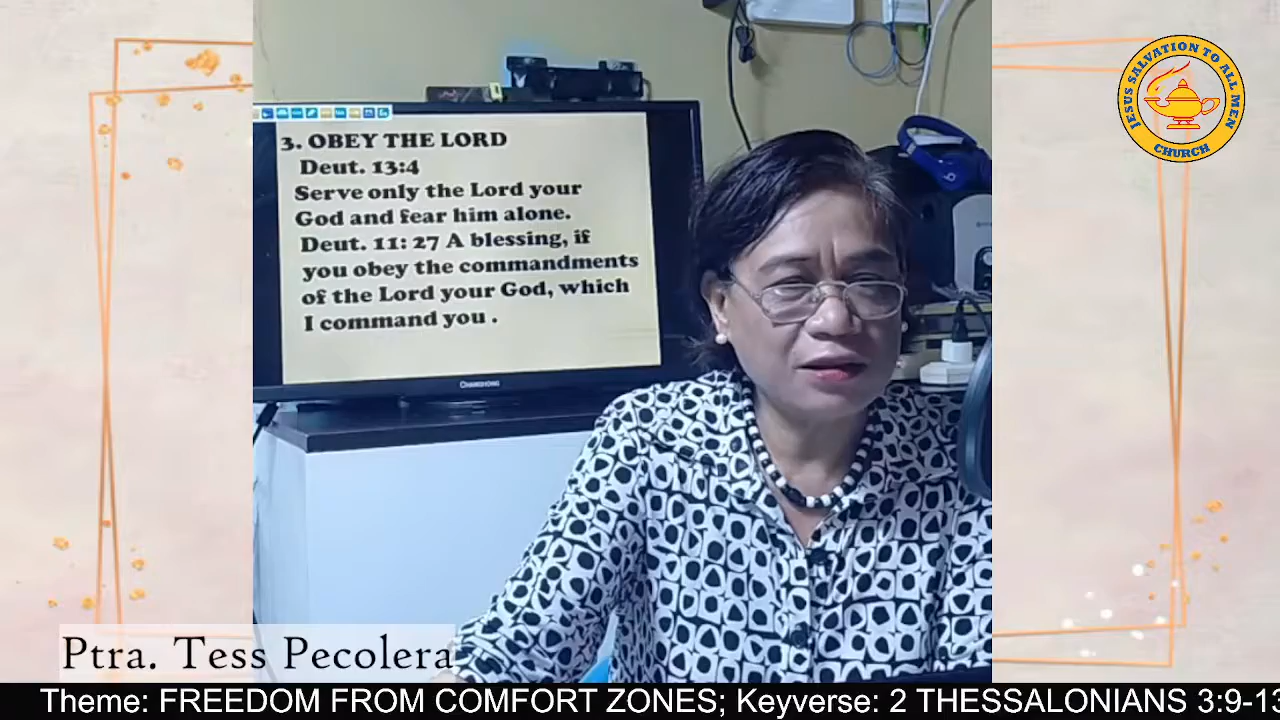 3. OBEY THE LORD
Deut. 13:4
Serve only the Lord your
God and fear him alone.
Deut. 11: 27 A blessing, if
you obey the commandments
of the Lord your God, which
I command you .
CHANGHONG
JESUS SALVATION TO ALL MEN
CHURCH
Ptra. Tess Pecolera
Theme: FREEDOM FROM COMFORT ZONES; Keyverse: 2 THESSALONIANS 3:9-13